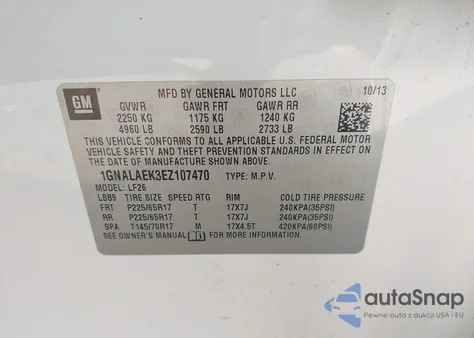 GM
MFD BY GENERAL MOTORS LLC 10/13
GVWR GAWR FRT GAWR RR
2250 KG 1175 KG 1240 KG
4960 LB 2590 LB 2733 LB
THIS VEHICLE CONFORMS TO ALL APPLICABLE U.S. FEDERAL MOTOR
VEHICLE SAFETY AND THEFT PREVENTION STANDARDS IN EFFECT ON
THE DATE OF MANUFACTURE SHOWN ABOVE.
1GNALAEK3EZ107470 TYPE: M.P.V.
MODEL: LF26
LBB9 TIRE SIZE SPEED RTG RIM COLD TIRE PRESSURE
FRT P225/65R17 T 17X7J 240KPA(35PSI)
RR P225/65R17 T 17X7J 240KPA(35PSI)
SPA T145/70R17 M 17X4.5T 420KPA(60PSI)
SEE OWNER'S MANUAL FOR MORE INFORMATION.
autoSnap
Pewne auta z USA - EU